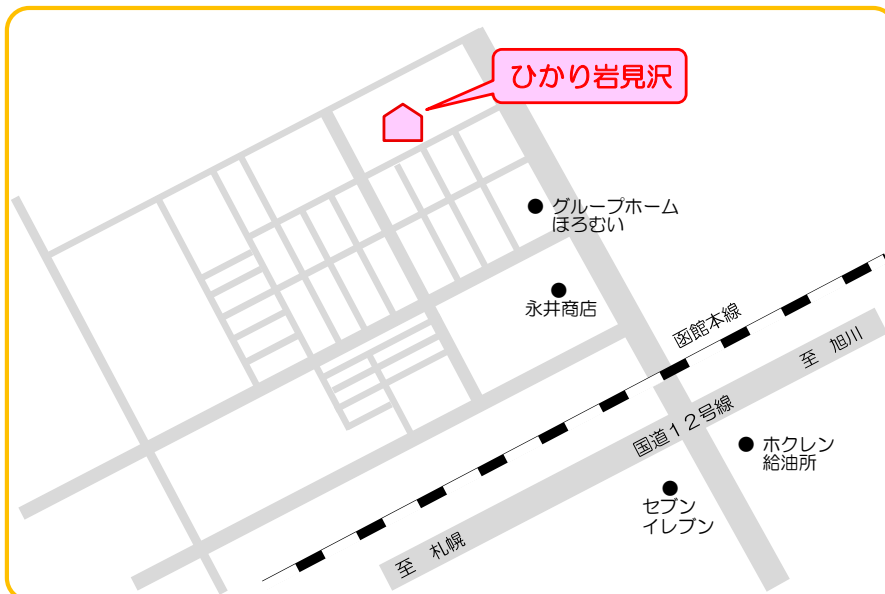 ひかり岩見沢
グループホーム
ほろむい
永井商店
函館本線
至 旭川
国道12号線
ホクレン
給油所
セブン
イレブン
至 札幌